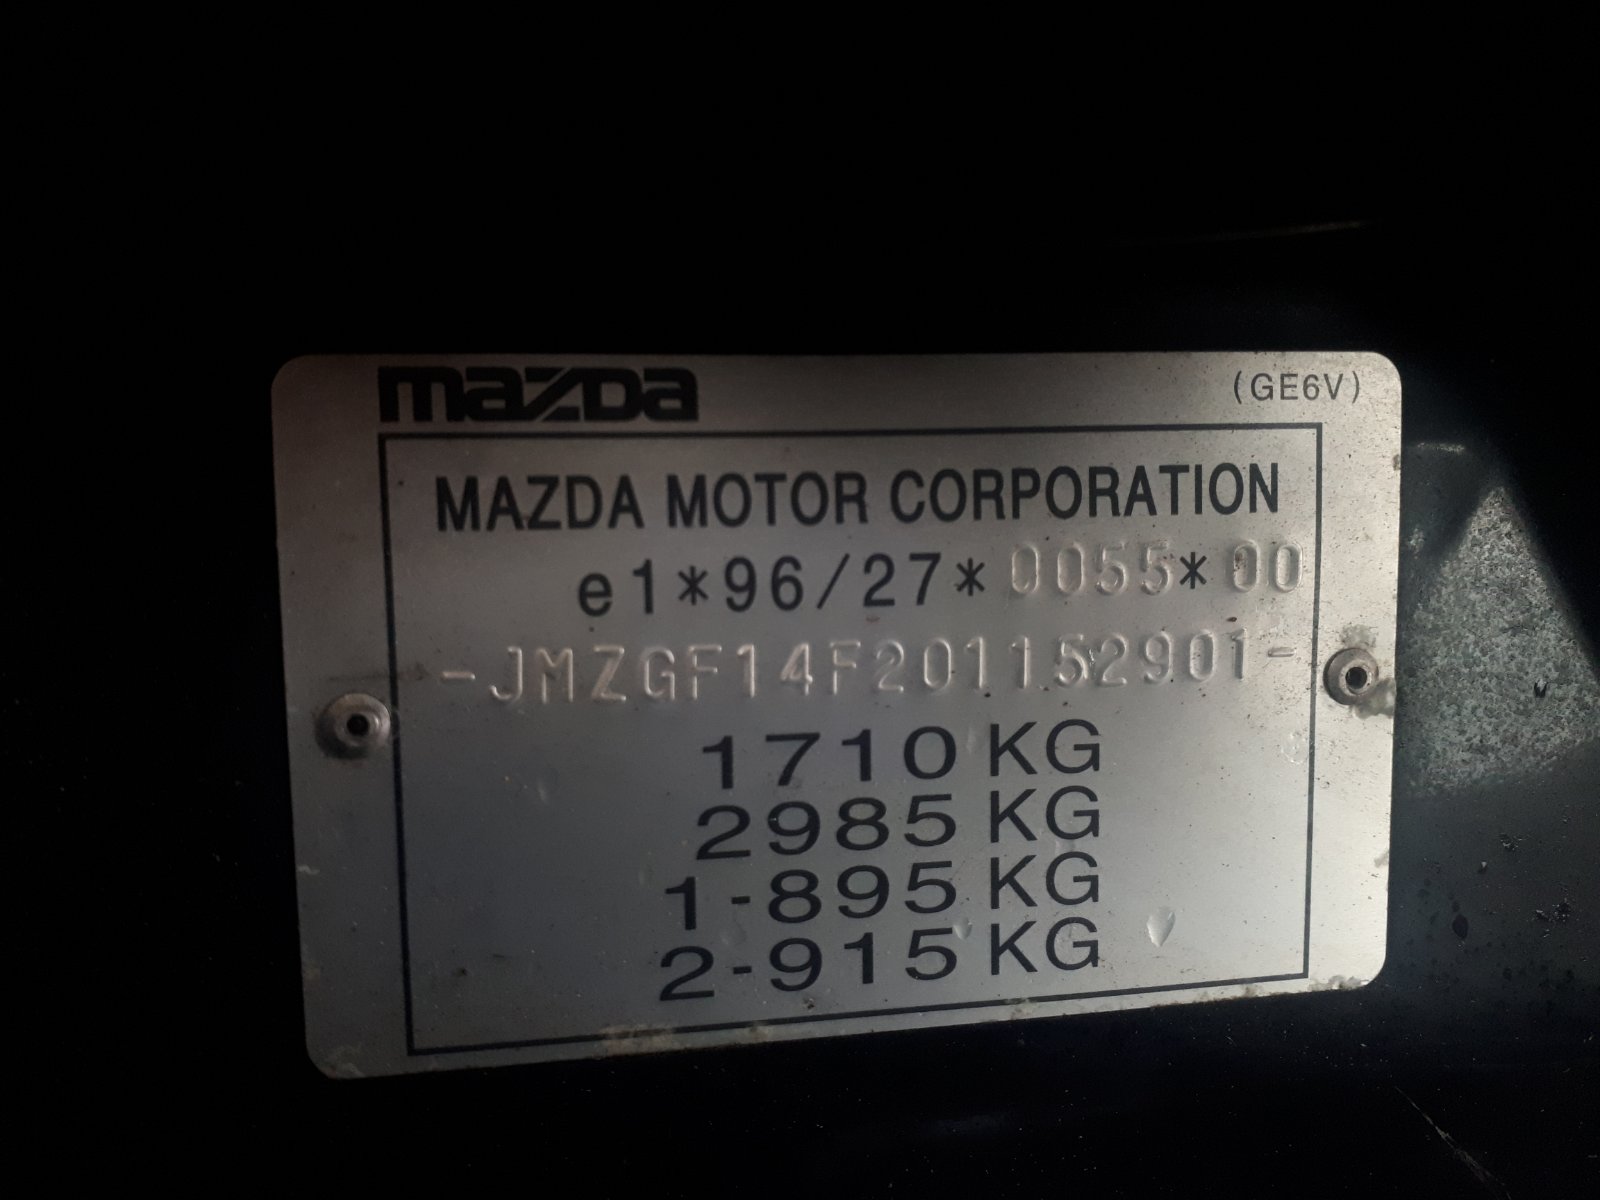 mazda
(GE6V)
MAZDA MOTOR CORPORATION
e1*96/27*0055*00
-JMZGF14F201152901-
1710 KG
2985 KG
1-895 KG
2-915 KG